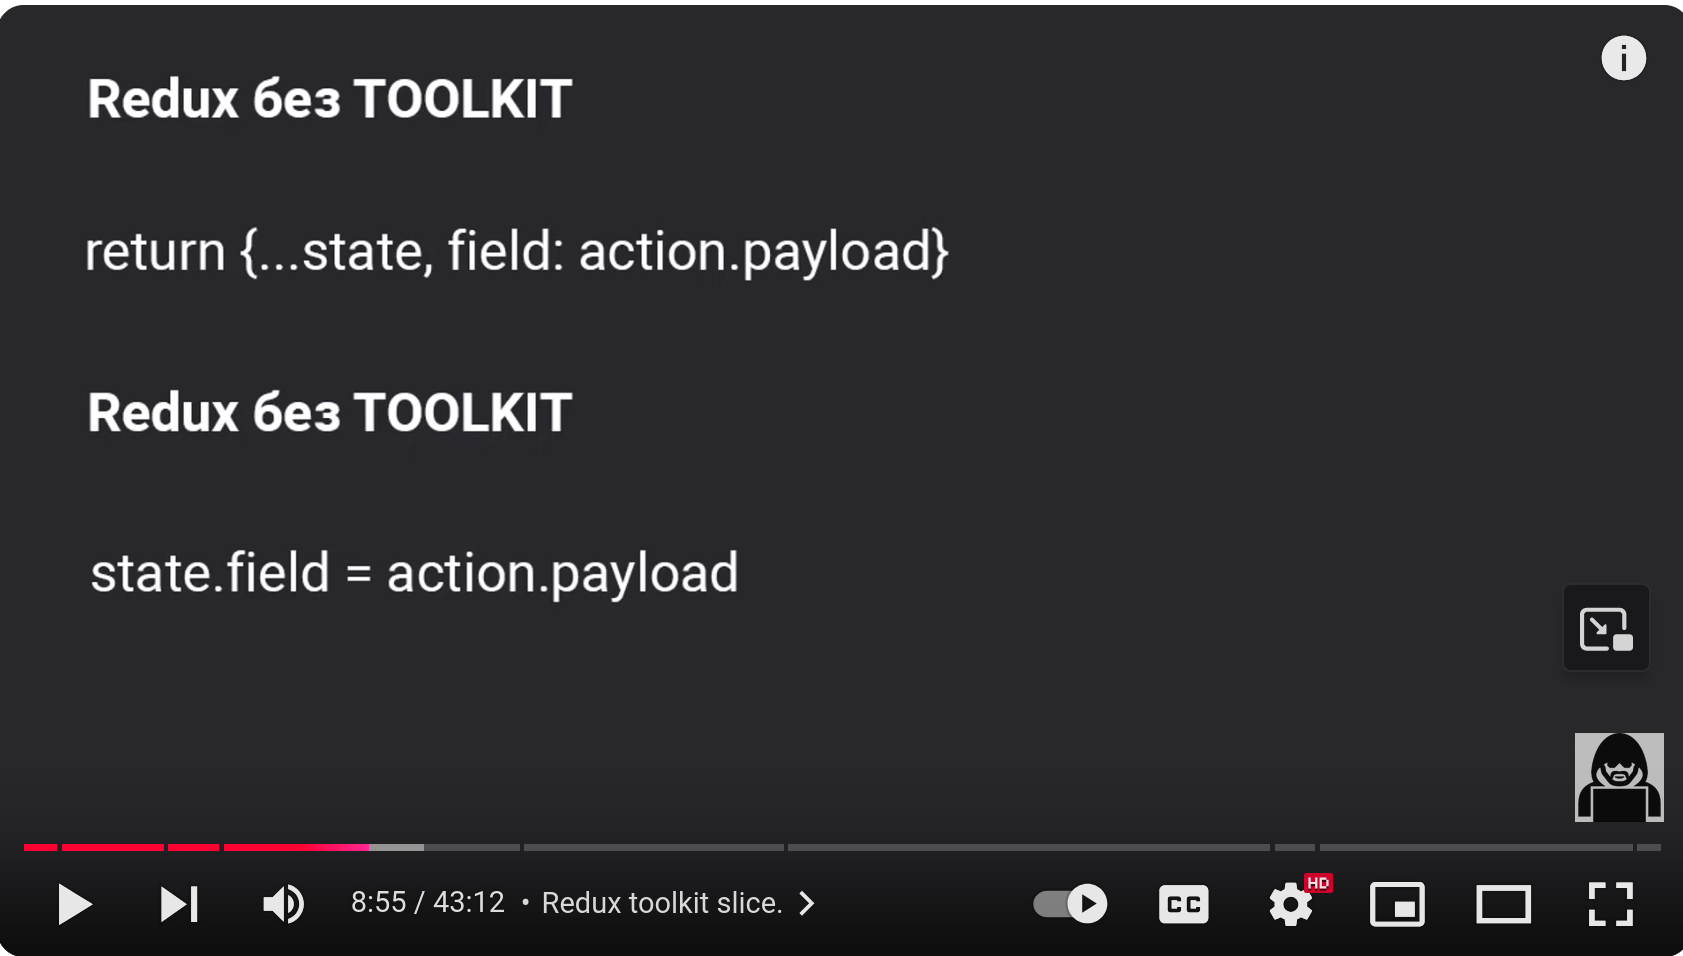 Redux без TOOLKIT
return {...state, field: action.payload}
Redux без TOOLKIT
state.field = action.payload
8:55 / 43:12 • Redux toolkit slice.
CC
HD